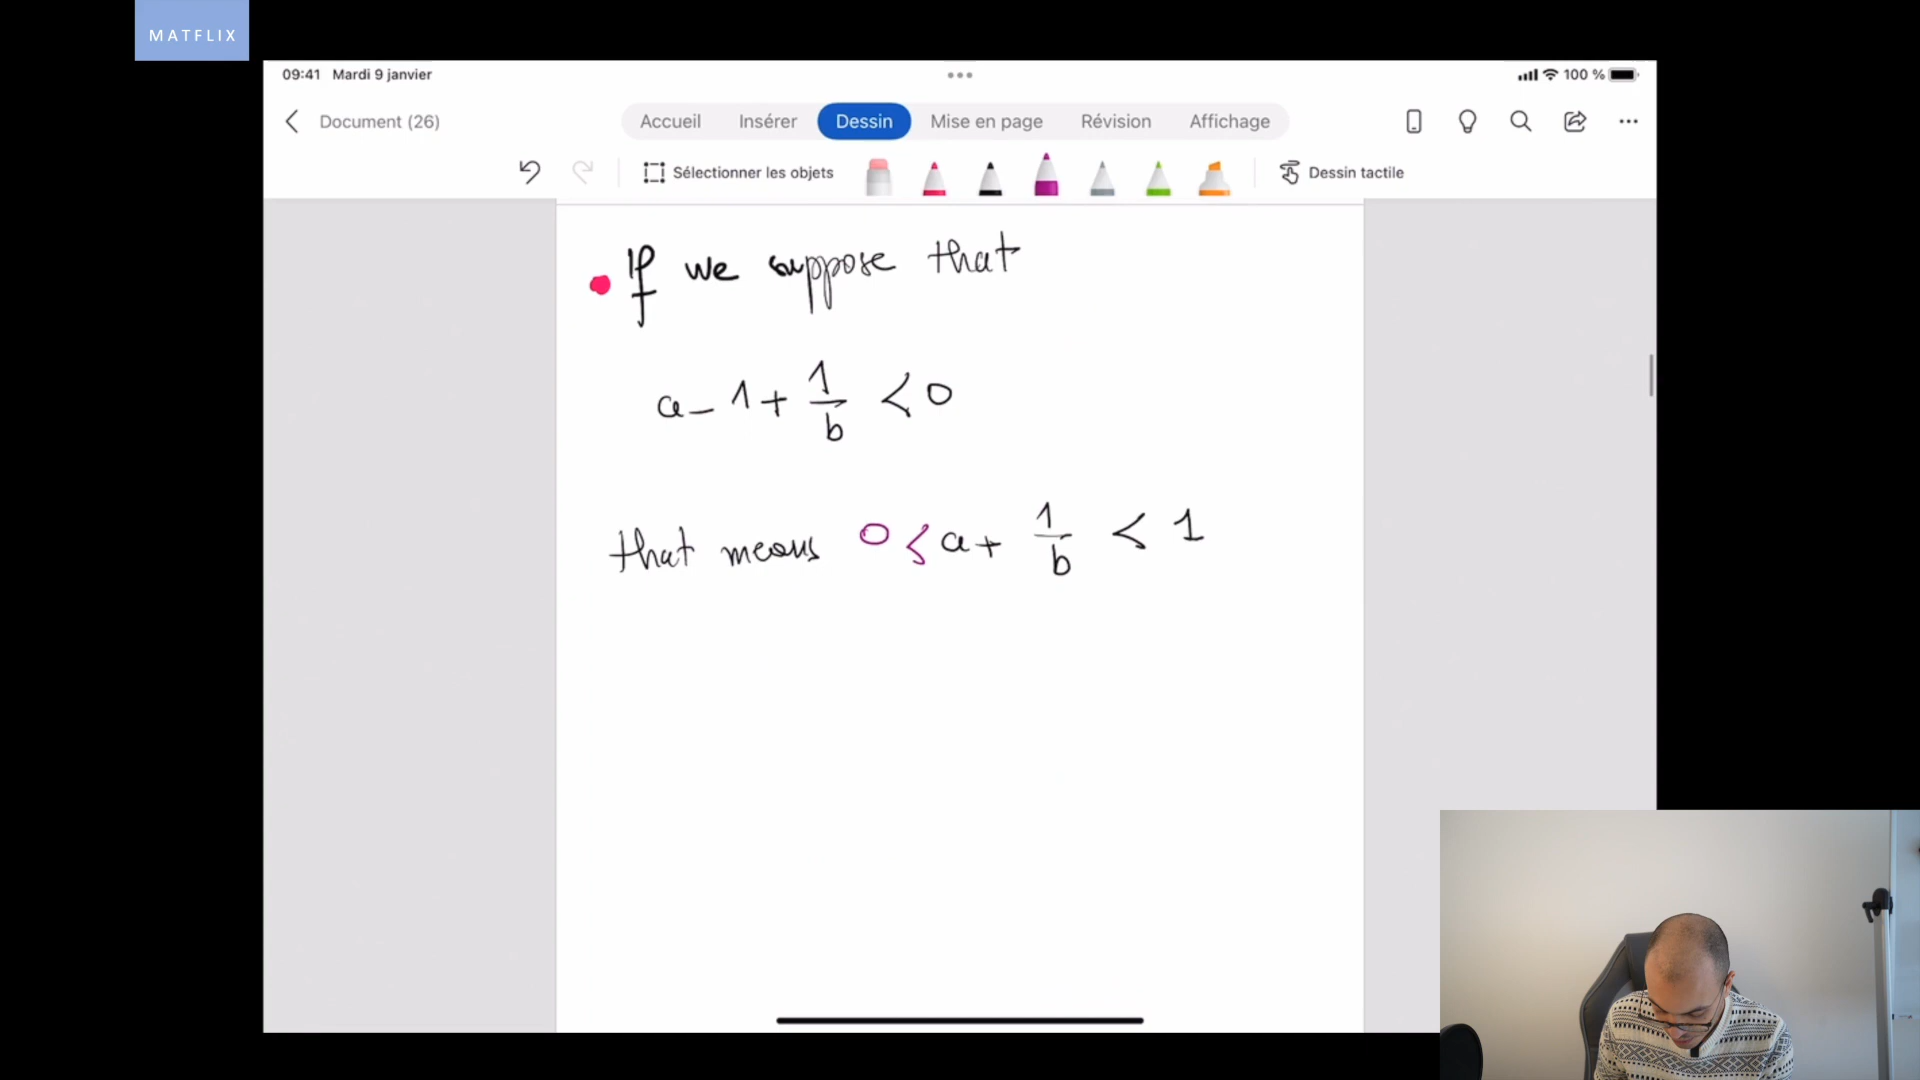 MATFLIX
09:41 Mardi 9 janvier
100 %
Document (26)
Accueil Insérer Dessin Mise en page Révision Affichage
Sélectionner les objets
Dessin tactile
If we suppose that
a - 1 + 1/b < 0
that means 0 < a + 1/b < 1